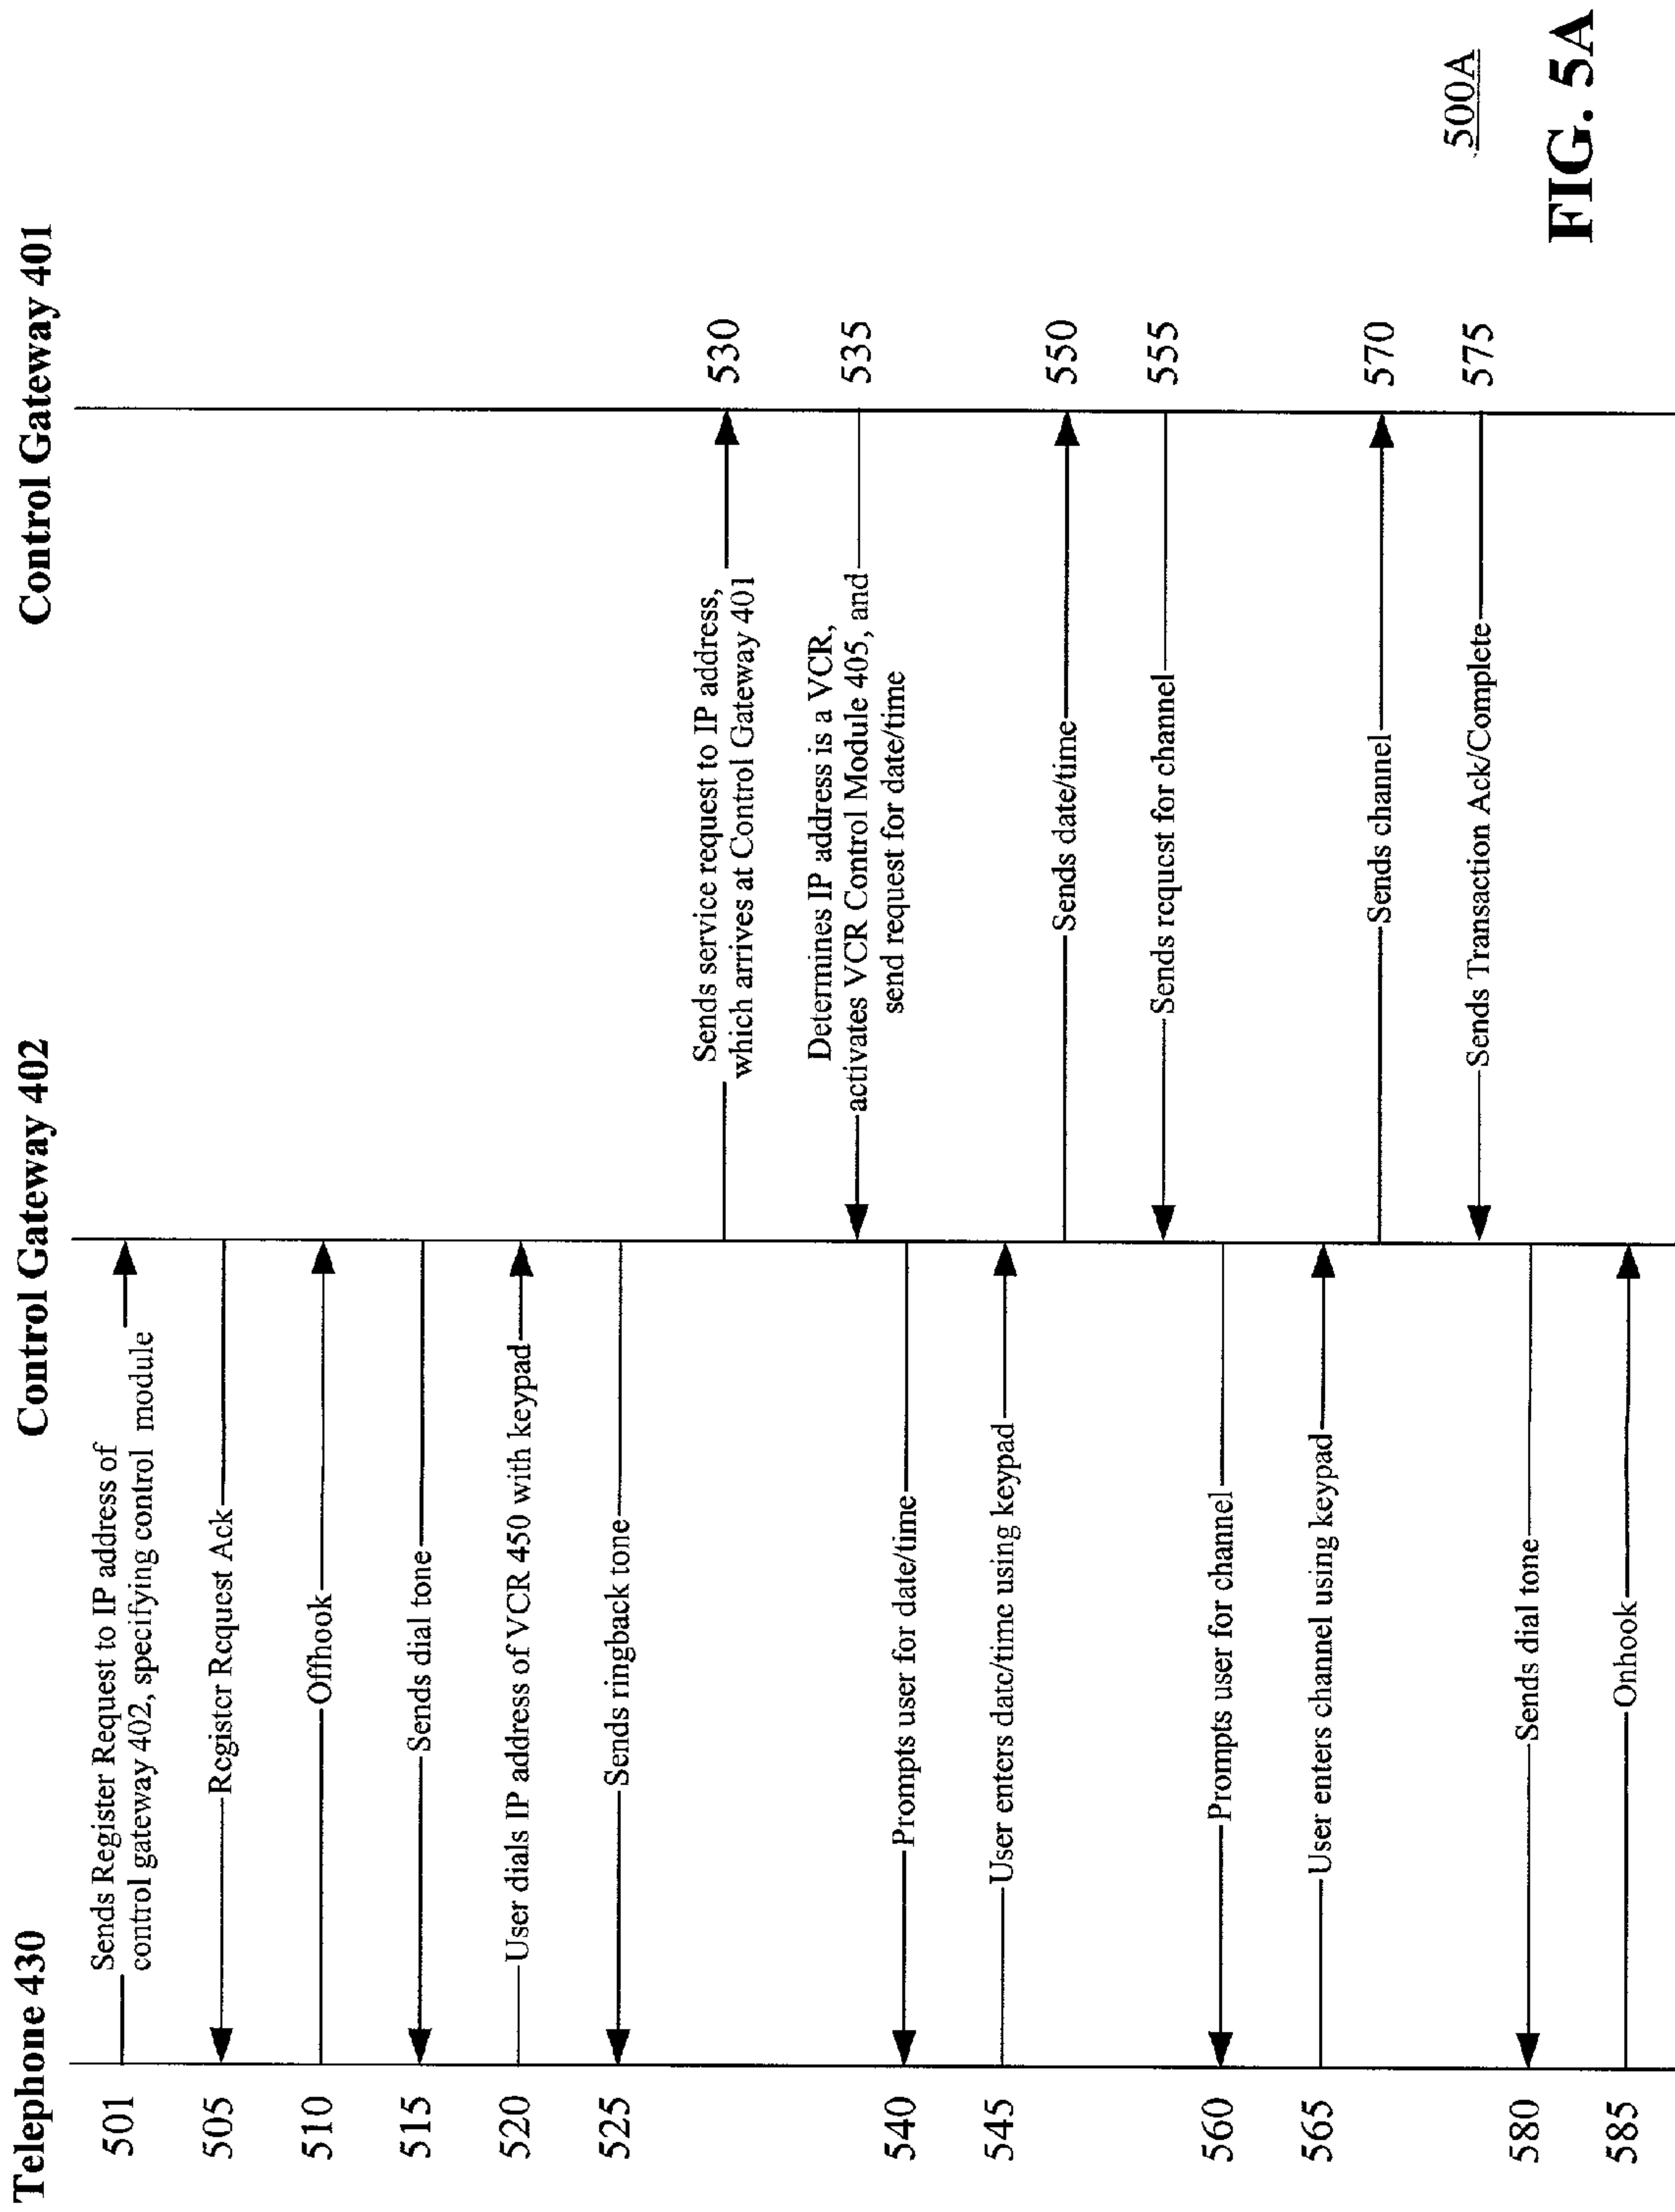 Telephone 430
Control Gateway 402
Control Gateway 401
501
Sends Register Request to IP address of
control gateway 402, specifying control module
505
Register Request Ack
510
Offhook
515
Sends dial tone
520
User dials IP address of VCR 450 with keypad
525
Sends ringback tone
Sends service request to IP address,
which arrives at Control Gateway 401
530
Determines IP address is a VCR,
activates VCR Control Module 405, and
send request for date/time
535
540
Prompts user for date/time
545
User enters date/time using keypad
Sends date/time
550
Sends request for channel
555
560
Prompts user for channel
565
User enters channel using keypad
Sends channel
570
Sends Transaction Ack/Complete
575
580
Sends dial tone
585
Onhook
500A
FIG. 5A